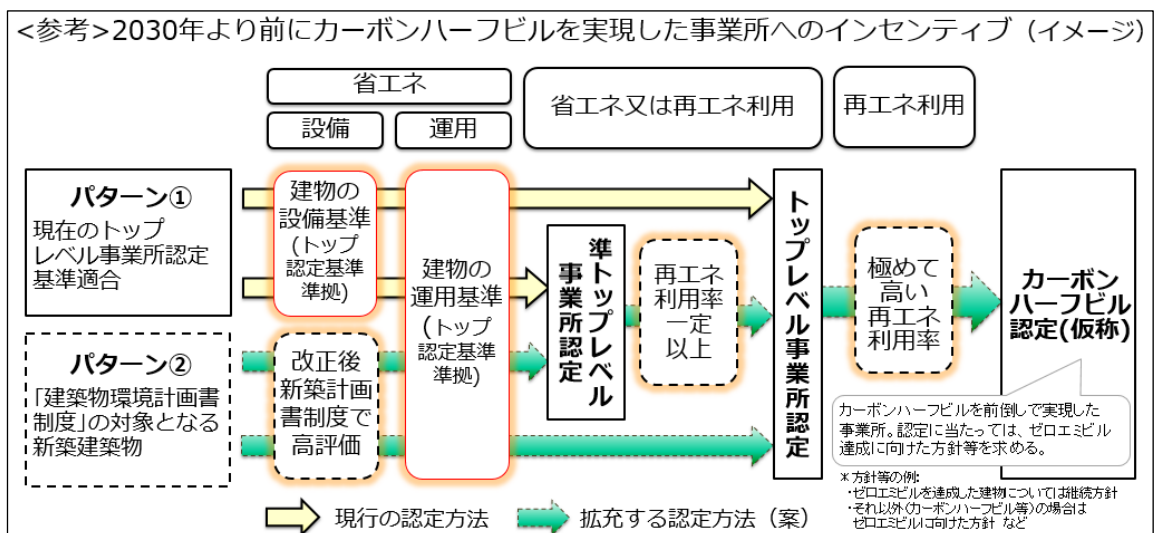 <参考>2030年より前にカーボンハーフビルを実現した事業所へのインセンティブ（イメージ）
省エネ
設備
運用
省エネ又は再エネ利用
再エネ利用
パターン①
現在のトップ
レベル事業所認定
基準適合
パターン②
「建築物環境計画書
制度」の対象となる
新築建築物
建物の
設備基準
(トップ
認定基準
準拠)
改正後
新築計画
書制度で
高評価
建物の
運用基準
(トップ
認定基準
準拠)
準トップレベル
事業所認定
再エネ
利用率
一定
以上
トップレベル事業所認定
極めて
高い
再エネ
利用率
カーボン
ハーフビル
認定(仮称)
カーボンハーフビルを前倒しで実現した
事業所。認定に当たっては、ゼロエミビル
達成に向けた方針等を求める。
＊方針等の例:
・ゼロエミビルを達成した建物については継続方針
・それ以外(カーボンハーフビル等)の場合は
ゼロエミビルに向けた方針 など
現行の認定方法
拡充する認定方法（案）